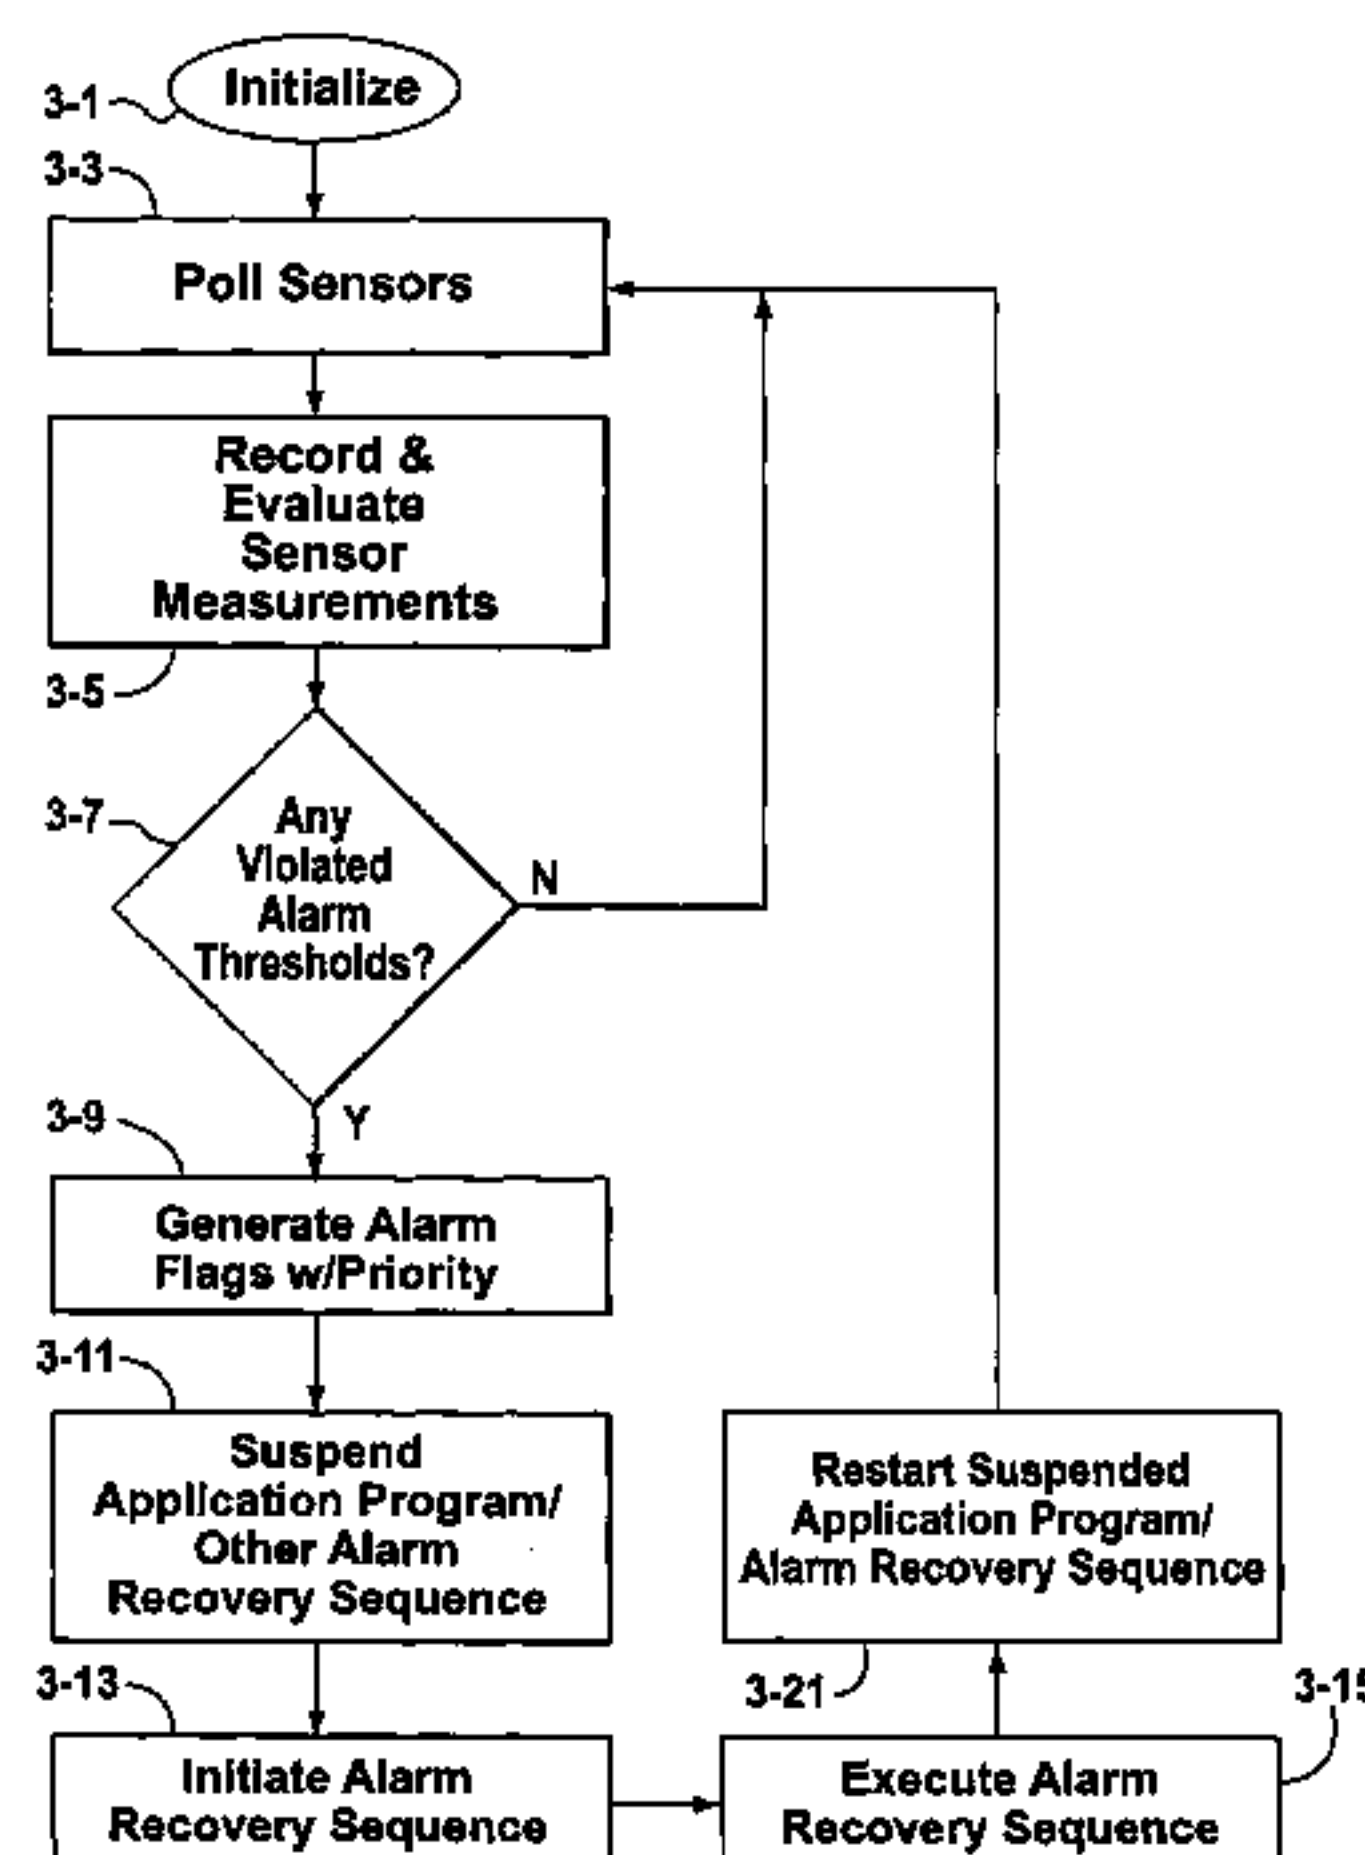 Initialize
3-1
3-3
Poll Sensors
Record &
Evaluate
Sensor
Measurements
3-5
3-7
Any
Violated
Alarm
Thresholds?
N
Y
3-9
Generate Alarm
Flags w/Priority
3-11
Suspend
Application Program/
Other Alarm
Recovery Sequence
Restart Suspended
Application Program/
Alarm Recovery Sequence
3-21
3-13
3-15
Initiate Alarm
Recovery Sequence
Execute Alarm
Recovery Sequence